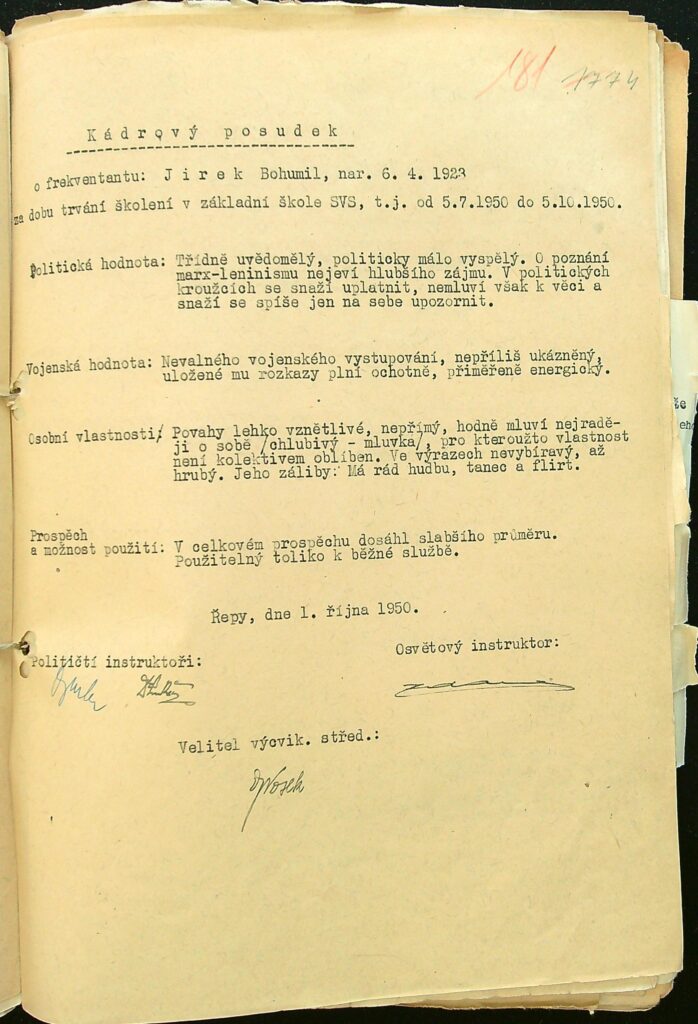 181 1774
Kádrový posudek
o frekventantu: Jirek Bohumil, nar. 6. 4. 1923
za dobu trvání školení v základní škole SVS, t.j. od 5.7.1950 do 5.10.1950.
Politická hodnota: Třídně uvědomělý, politicky málo vyspělý. O poznání
marx-leninismu nejeví hlubšího zájmu. V politických
kroužcích se snaží uplatnit, nemluví však k věci a
snaží se spíše jen na sebe upozornit.
Vojenská hodnota: Nevalného vojenského vystupování, nepříliš ukázněný,
uložené mu rozkazy plní ochotně, přiměřeně energický.
Osobní vlastnosti/ Povahy lehko vznětlivé, nepřímý, hodně mluví nejradě-
ji o sobě /chlubivý - mluvka/, pro kteroužto vlastnost
není kolektivem oblíben. Ve výrazech nevybíravý, až
hrubý. Jeho záliby: Má rád hudbu, tanec a flirt.
Prospěch
a možnost použití: V celkovém prospěchu dosáhl slabšího průměru.
Použitelný toliko k běžné službě.
Řepy, dne 1. října 1950.
Političtí instruktoři:
Osvětový instruktor:
Velitel výcvik. střed.: